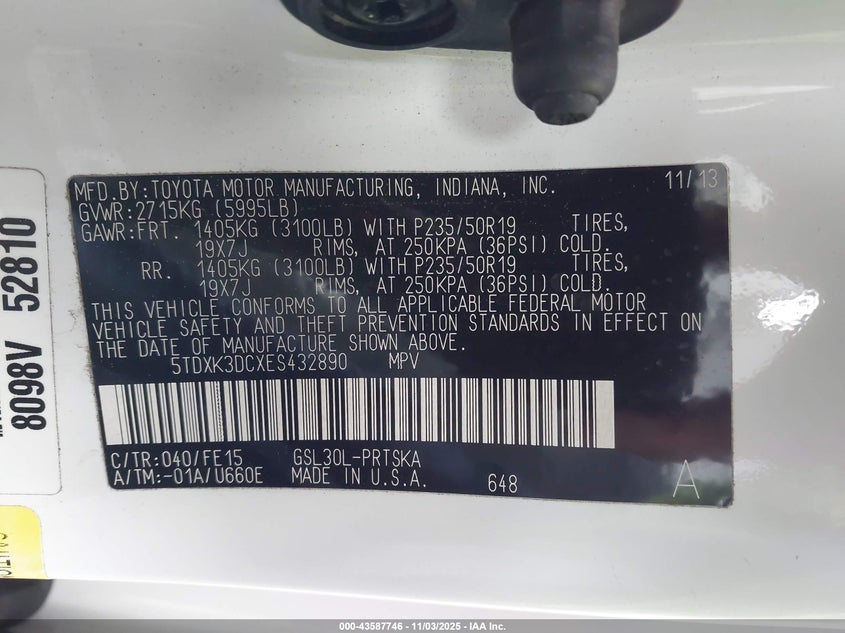 MFD.BY:TOYOTA MOTOR MANUFACTURING, INDIANA, INC. 11/13
GVWR:2715KG (5995LB)
GAWR:FRT. 1405KG (3100LB) WITH P235/50R19 TIRES,
19X7J RIMS, AT 250KPA (36PSI) COLD.
RR. 1405KG (3100LB) WITH P235/50R19 TIRES,
19X7J RIMS, AT 250KPA (36PSI) COLD.
THIS VEHICLE CONFORMS TO ALL APPLICABLE FEDERAL MOTOR
VEHICLE SAFETY AND THEFT PREVENTION STANDARDS IN EFFECT ON
THE DATE OF MANUFACTURE SHOWN ABOVE.
5TDXK3DCXES432890 MPV
C/TR:040/FE15 GSL30L-PRTSKA
A/TM:-01A/U660E MADE IN U.S.A. 648 A
8098V 52810
000-43587746 - 11/03/2025 - IAA Inc.